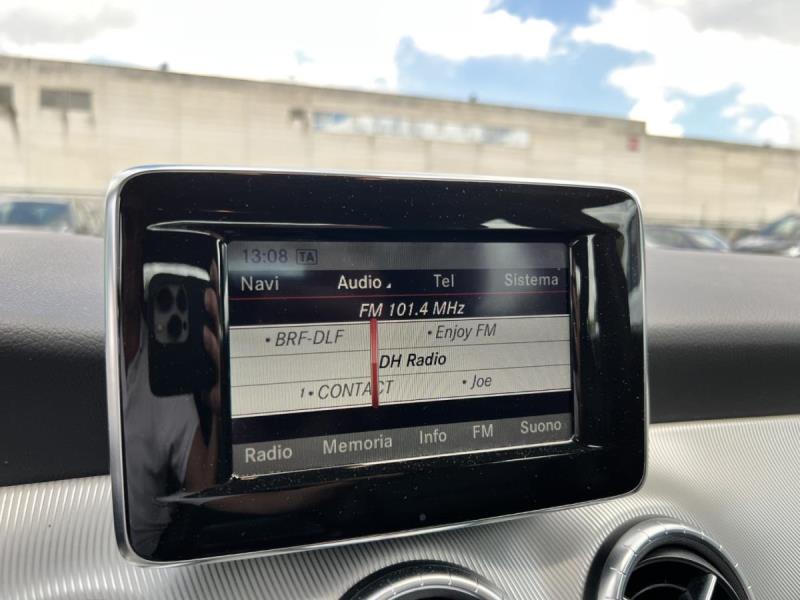 13:08 TA
Navi Audio Tel Sistema
FM 101.4 MHz
• BRF-DLF • Enjoy FM
DH Radio
1 • CONTACT • Joe
Radio Memoria Info FM Suono